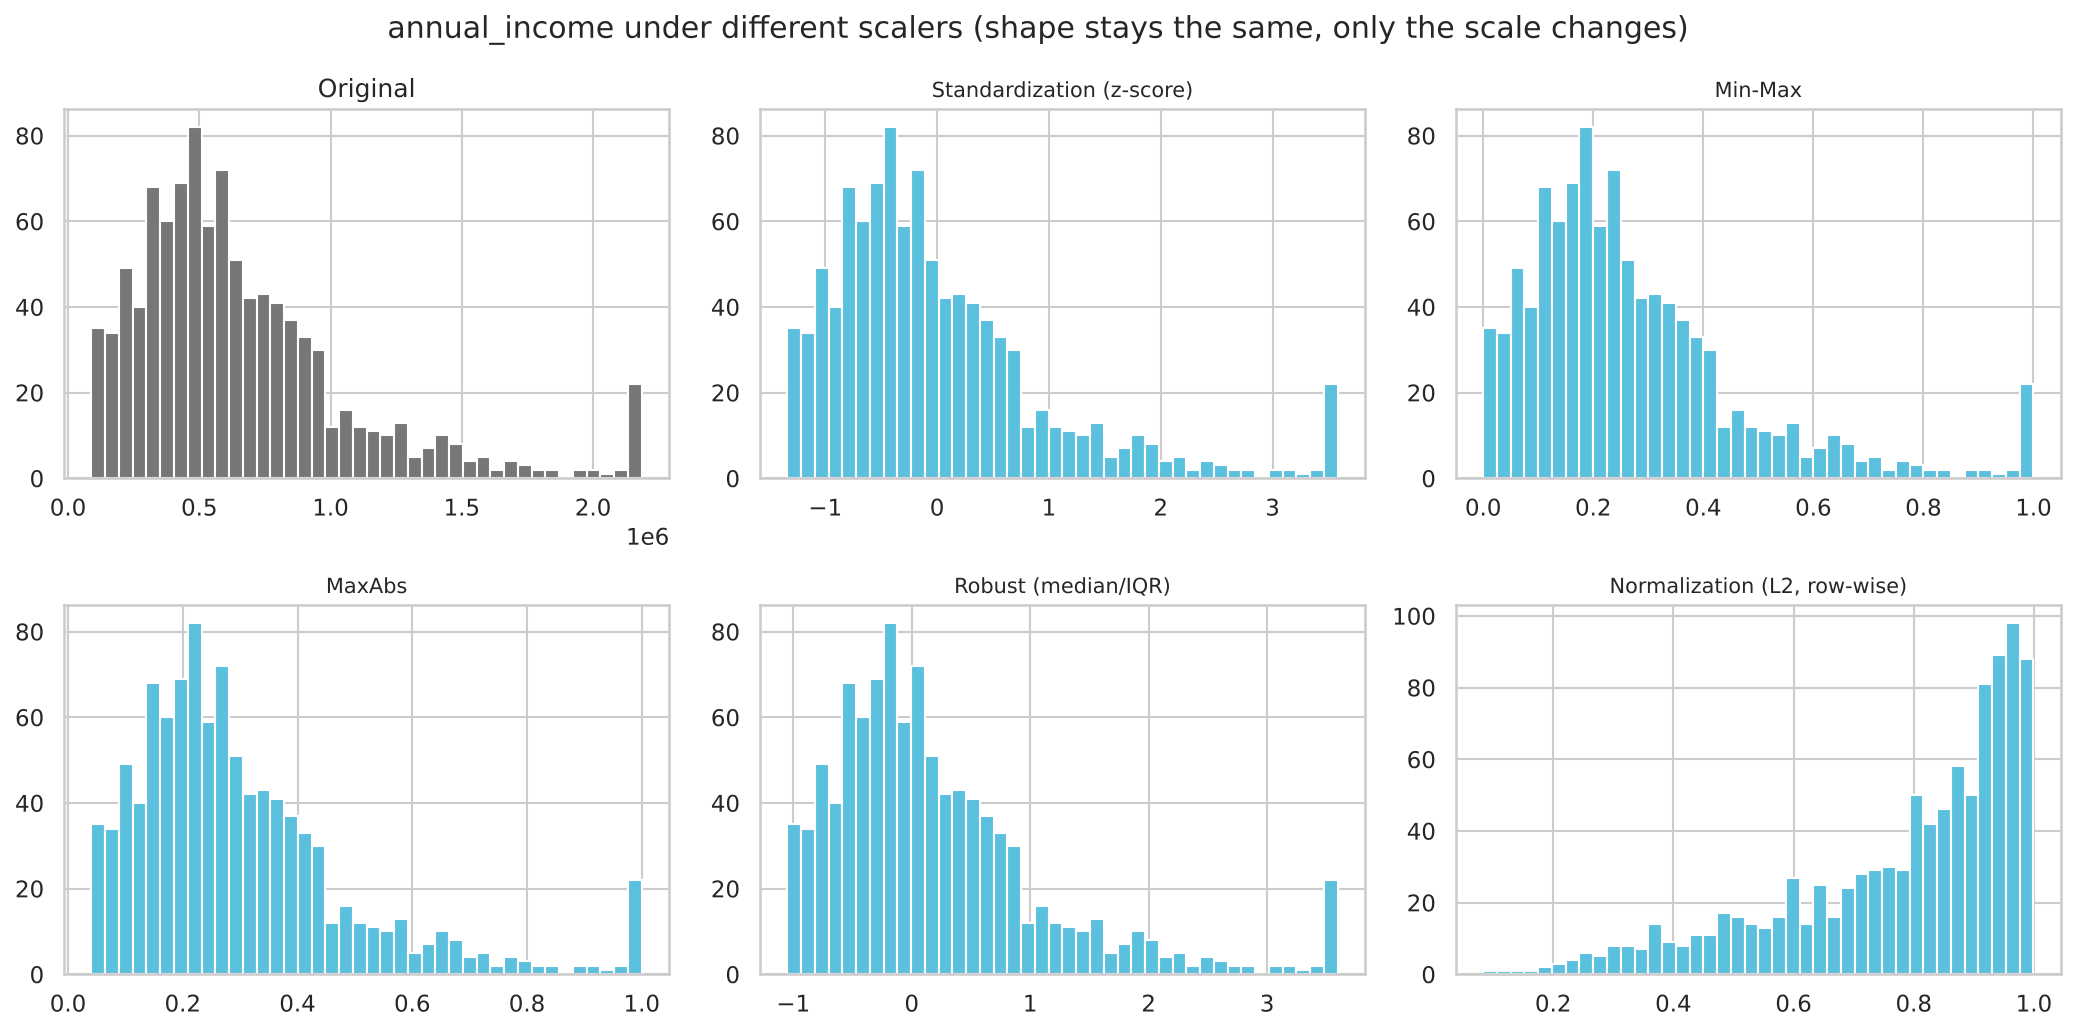 annual_income under different scalers (shape stays the same, only the scale changes)
Original
80
60
40
20
0
0.0 0.5 1.0 1.5 2.0
1e6
Standardization (z-score)
80
60
40
20
0
−1 0 1 2 3
Min-Max
80
60
40
20
0
0.0 0.2 0.4 0.6 0.8 1.0
MaxAbs
80
60
40
20
0
0.0 0.2 0.4 0.6 0.8 1.0
Robust (median/IQR)
80
60
40
20
0
−1 0 1 2 3
Normalization (L2, row-wise)
100
80
60
40
20
0
0.2 0.4 0.6 0.8 1.0